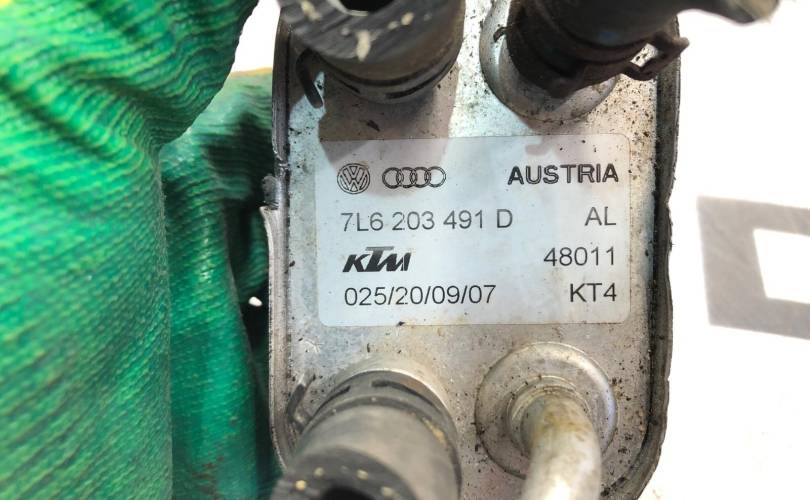 AUSTRIA
7L6 203 491 D AL
KTM 48011
025/20/09/07 KT4